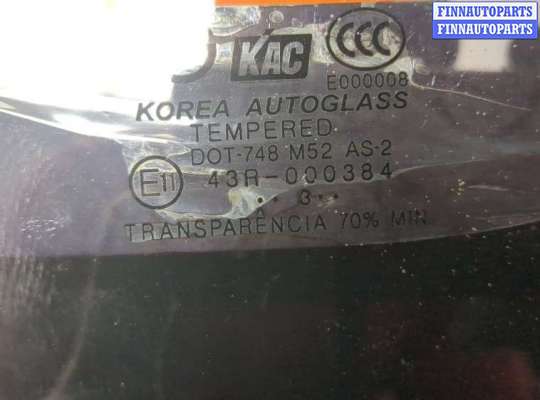 FINNAUTOPARTS
FINNAUTOPARTS
KAC
CCC
E000008
KOREA AUTOGLASS
TEMPERED
DOT-748 M52 AS-2
E11 43R-000384
3
TRANSPARENCIA 70% MIN